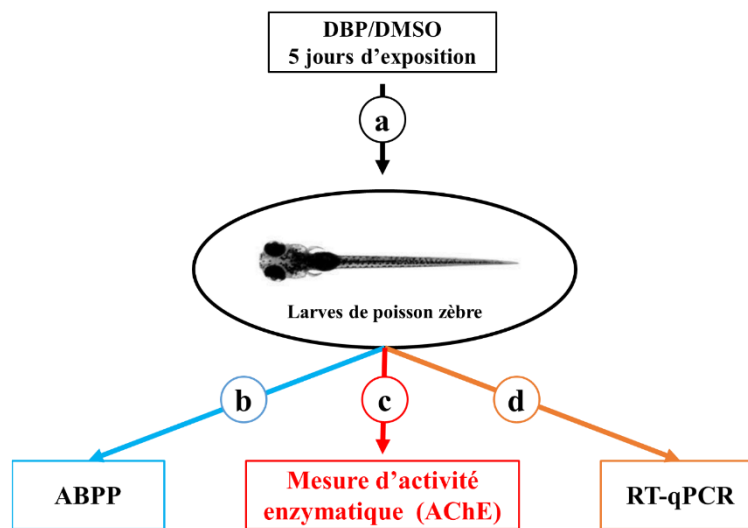 DBP/DMSO
5 jours d’exposition
a
Larves de poisson zèbre
b
c
d
ABPP
Mesure d’activité
enzymatique (AChE)
RT-qPCR